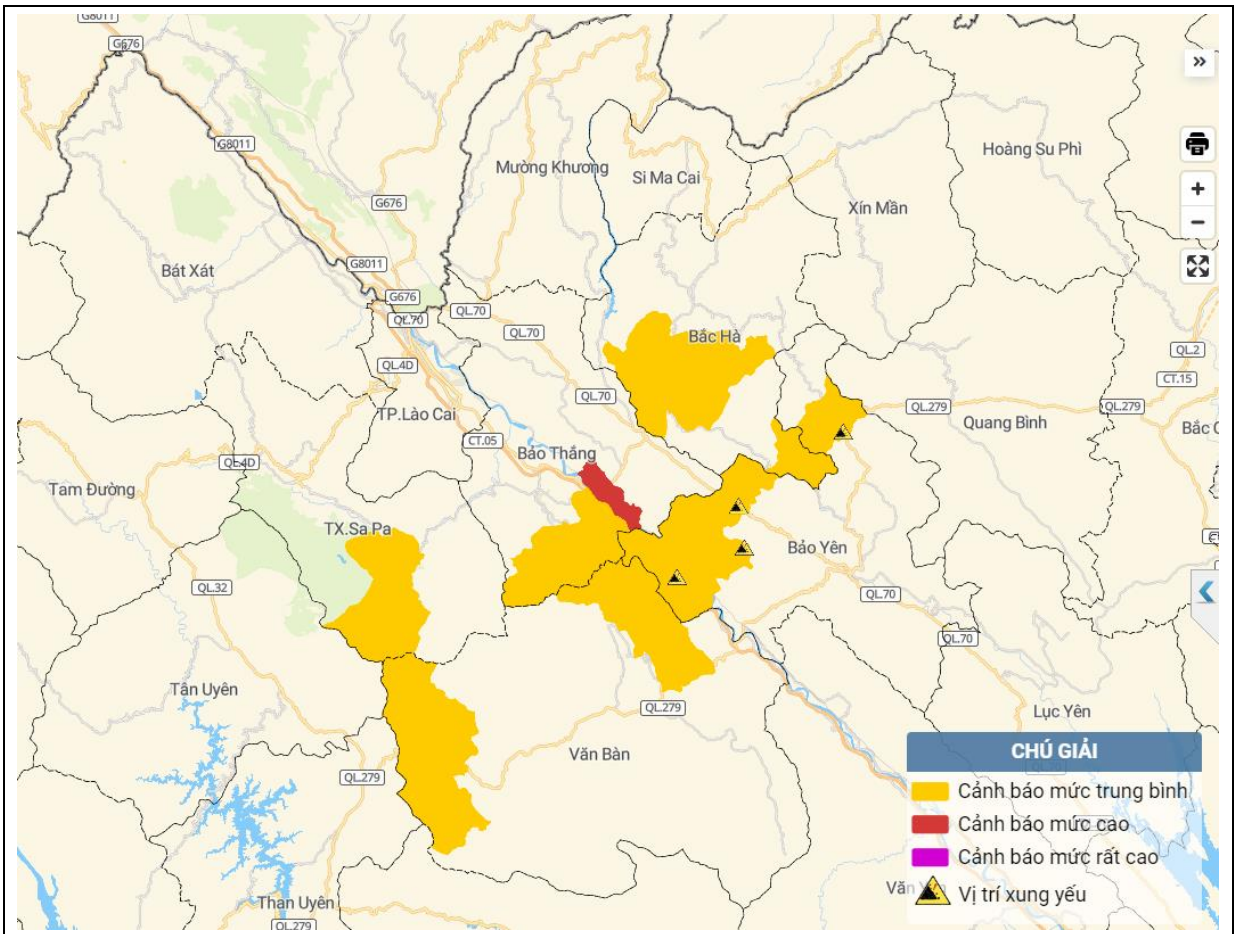 G8011
G676
»
G8011
Hoàng Su Phì
Mường Khương
Si Ma Cai
G676
Xín Mần
+
−
G8011
Bát Xát
G676
QL.70
QL.70
QL.70
Bắc Hà
QL.2
QL.4D
CT.15
QL.70
QL.279
QL.279
TP.Lào Cai
Quang Bình
Bắc
CT.05
Bảo Thắng
QL.4D
Tam Đường
TX.Sa Pa
Bảo Yên
QL.32
QL.70
QL.70
Tân Uyên
QL.279
Lục Yên
Văn Bàn
QL.279
CHÚ GIẢI
Cảnh báo mức trung bình
Cảnh báo mức cao
Cảnh báo mức rất cao
Vị trí xung yếu
Văn
Than Uyên
QL.279